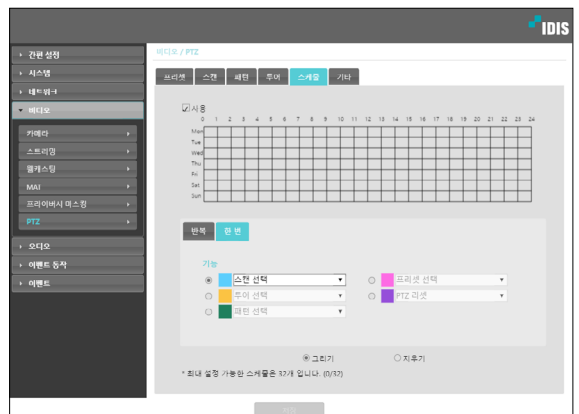 IDIS
간편 설정
시스템
네트워크
비디오
카메라
스트리밍
웹캐스팅
MAI
프라이버시 마스킹
PTZ
오디오
이벤트 동작
이벤트
비디오 / PTZ
프리셋 스캔 패턴 투어 스케줄 기타
사용
0 1 2 3 4 5 6 7 8 9 10 11 12 13 14 15 16 17 18 19 20 21 22 23 24
Mon
Tue
Wed
Thu
Fri
Sat
Sun
반복 한 번
기능
스캔 선택 프리셋 선택
투어 선택 PTZ 리셋
패턴 선택
그리기 지우기
* 최대 설정 가능한 스케줄은 32개 입니다. (0/32)
저장